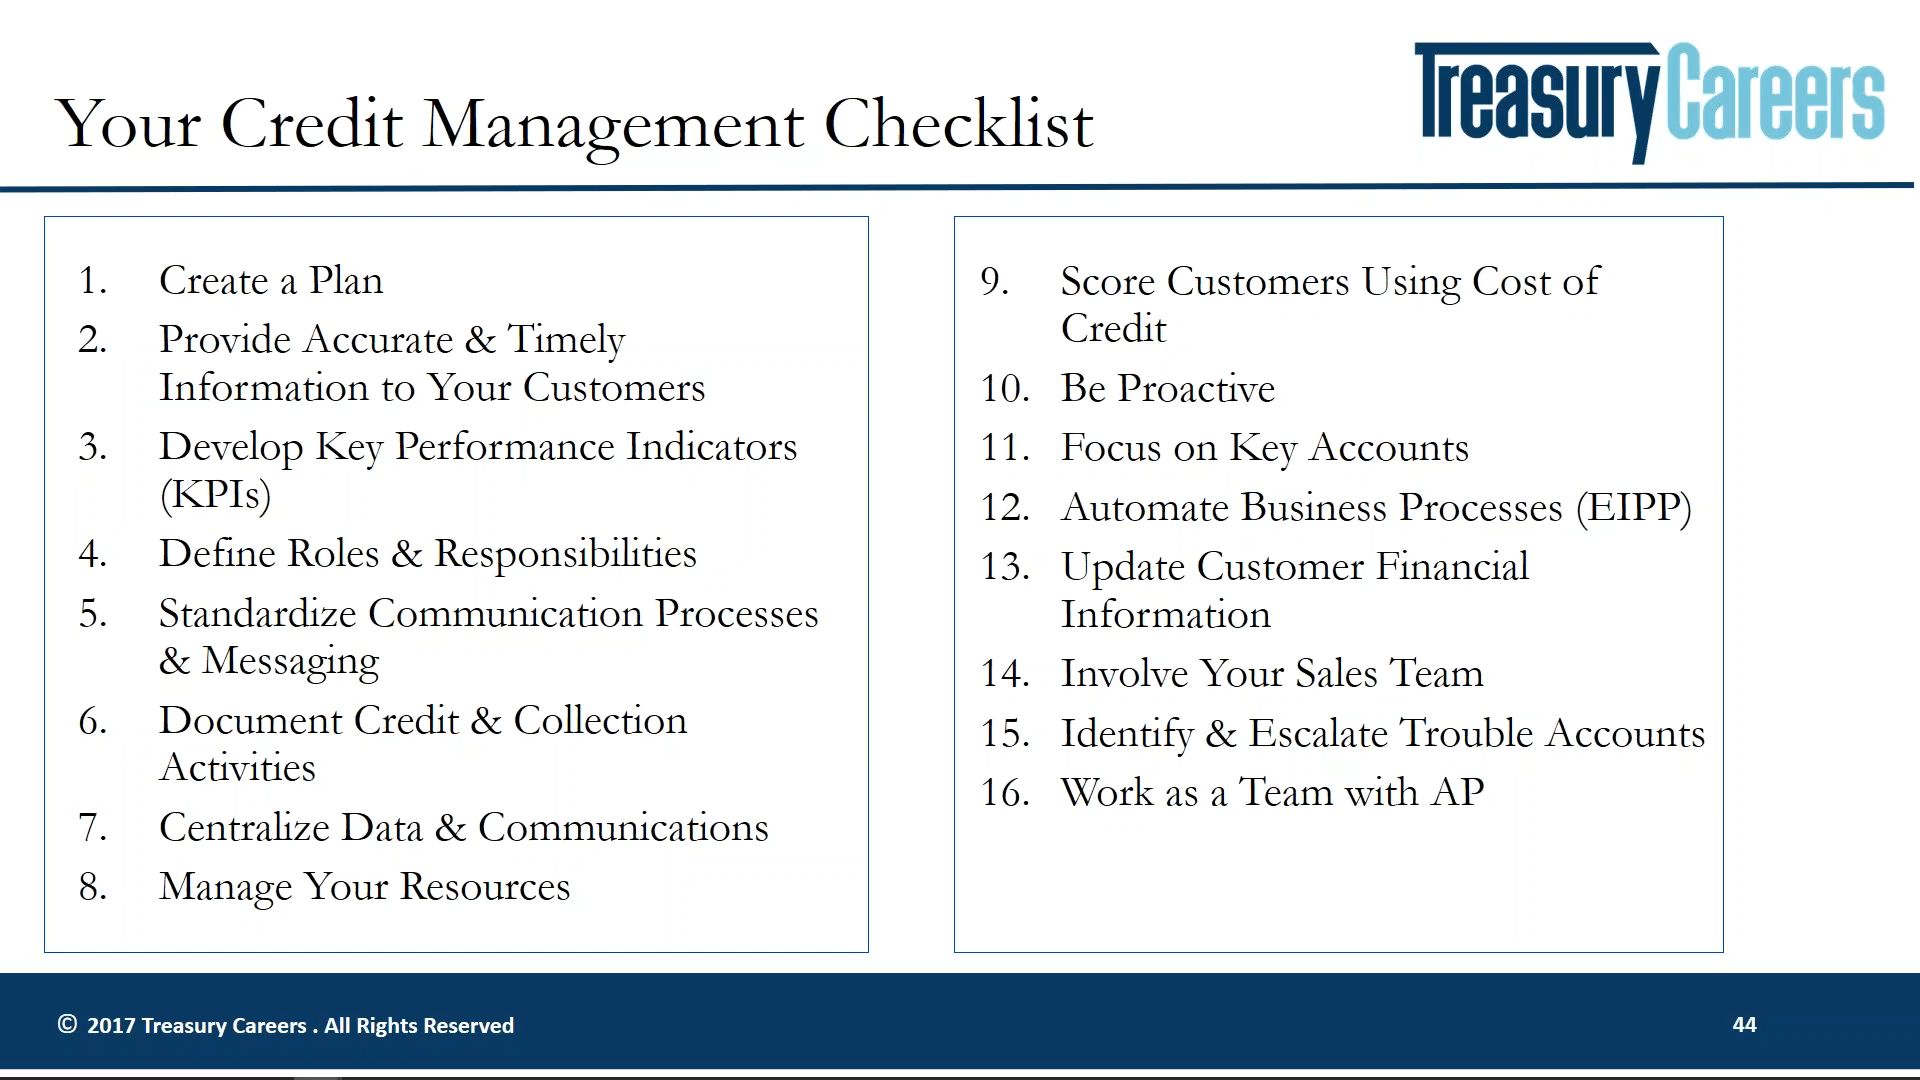 Your Credit Management Checklist
TreasuryCareers
1. Create a Plan
2. Provide Accurate & Timely
Information to Your Customers
3. Develop Key Performance Indicators
(KPIs)
4. Define Roles & Responsibilities
5. Standardize Communication Processes
& Messaging
6. Document Credit & Collection
Activities
7. Centralize Data & Communications
8. Manage Your Resources
9. Score Customers Using Cost of
Credit
10. Be Proactive
11. Focus on Key Accounts
12. Automate Business Processes (EIPP)
13. Update Customer Financial
Information
14. Involve Your Sales Team
15. Identify & Escalate Trouble Accounts
16. Work as a Team with AP
© 2017 Treasury Careers . All Rights Reserved
44